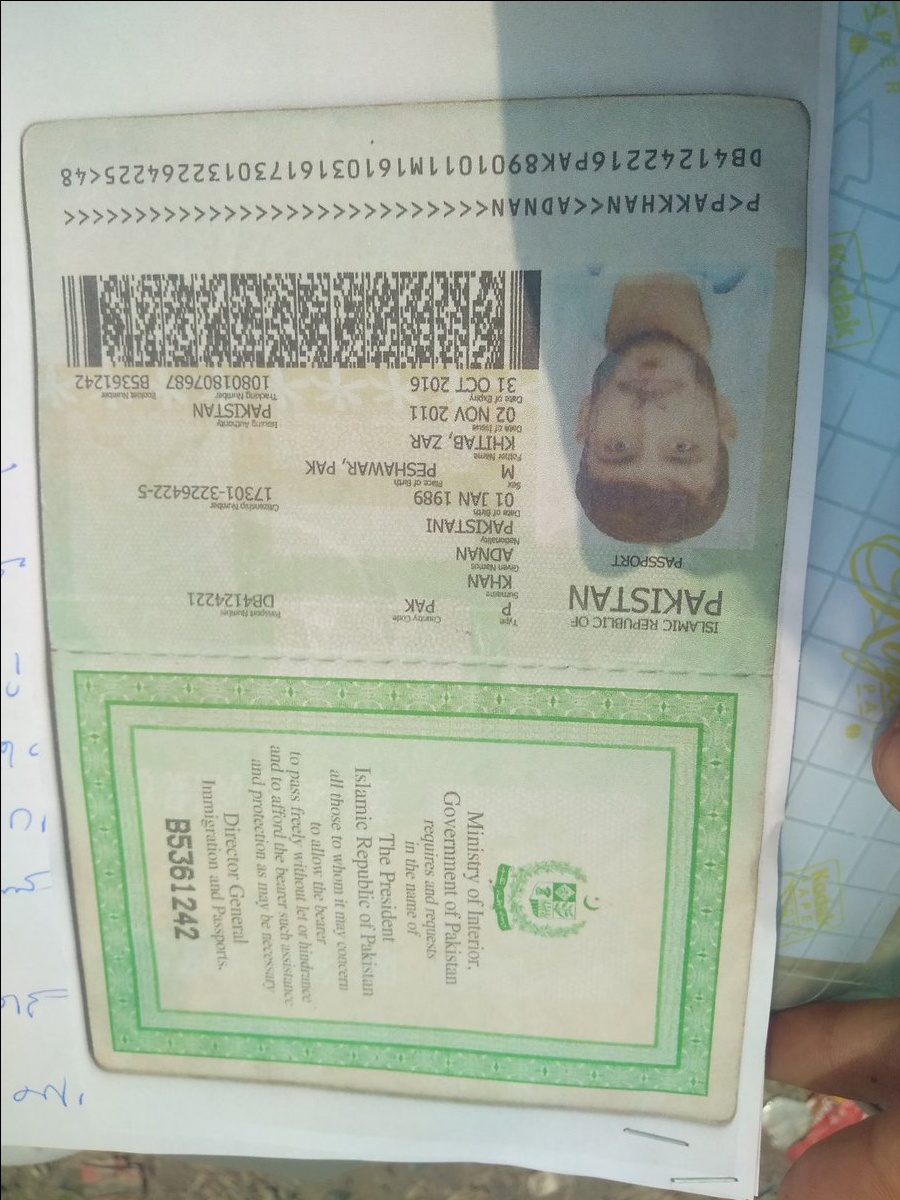 Ministry of Interior,
Government of Pakistan
requires and requests
in the name of
The President
Islamic Republic of Pakistan
all those to whom it may concern
to allow the bearer
to pass freely without let or hindrance
and to afford the bearer such assistance
and protection as may be necessary
Director General
Immigration and Passports.
B5361242
ISLAMIC REPUBLIC OF
PAKISTAN
PASSPORT
Type Country Code Passport Number
P PAK DB4124221
Surname
KHAN
Given Names
ADNAN
Nationality
PAKISTANI
Date of Birth Citizenship Number
01 JAN 1989 17301-3226422-5
Sex Place of Birth
M PESHAWAR, PAK
Father Name
KHITAB, ZAR
Date of Issue Issuing Authority
02 NOV 2011 PAKISTAN
Date of Expiry Tracking Number Booklet Number
31 OCT 2016 10801807687 B5361242
P<PAKKHAN<<ADNAN<<<<<<<<<<<<<<<<<<<<<<<<<<<<
DB41242216PAK8901011M16103161730132264225<48
Kodak
Kodak